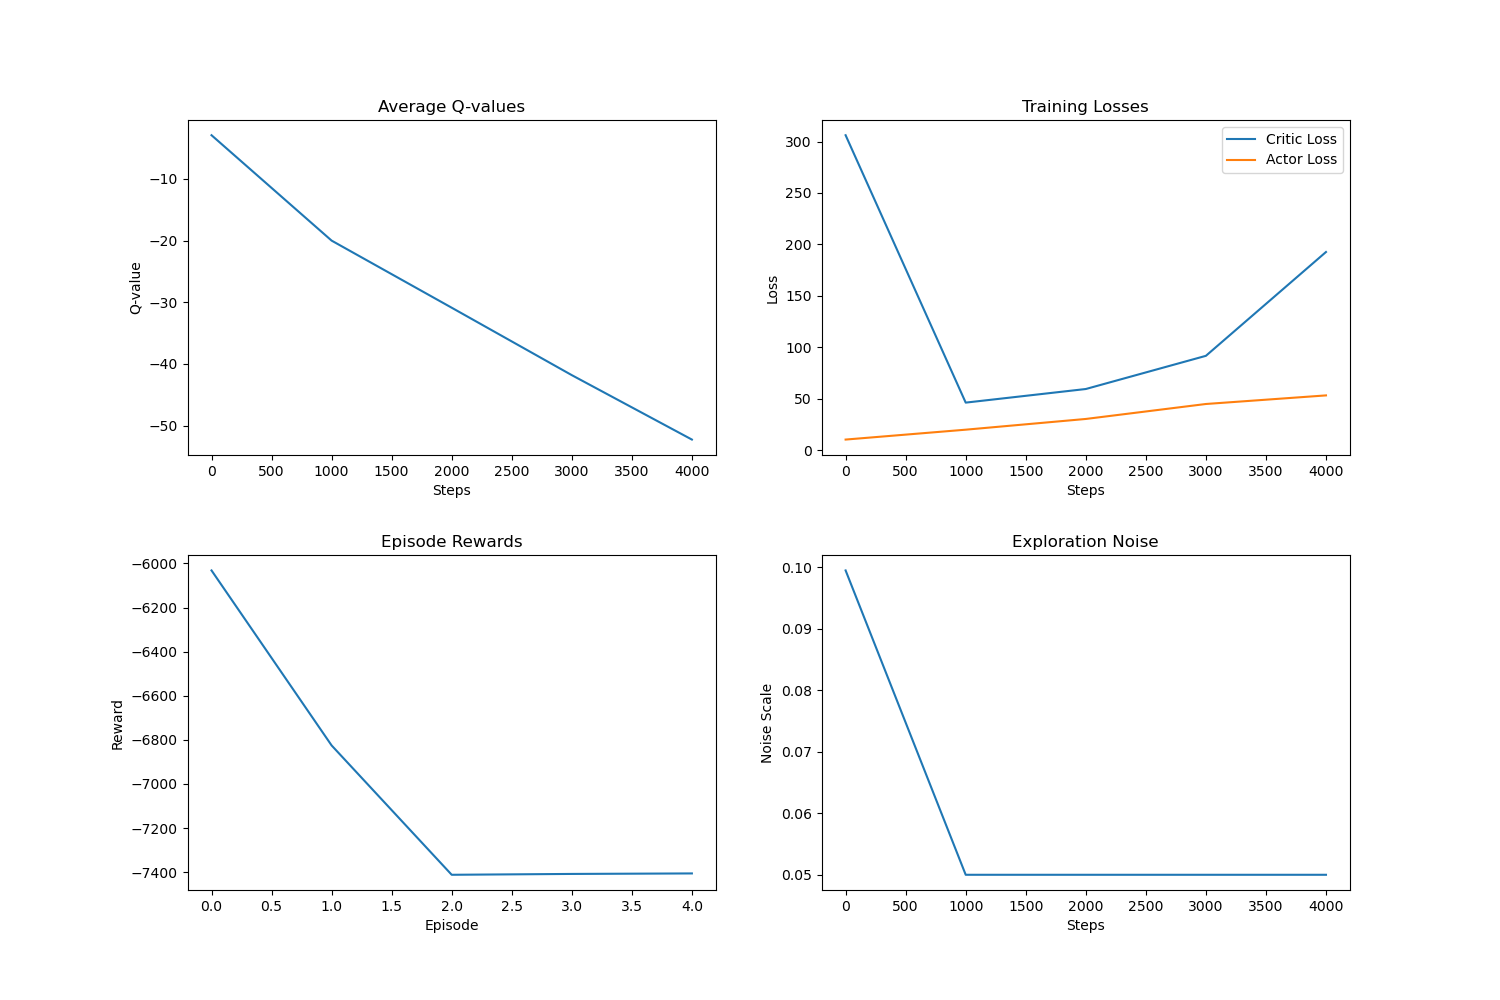 Average Q-values
Q-value
−10
−20
−30
−40
−50
0 500 1000 1500 2000 2500 3000 3500 4000
Steps
Training Losses
Critic Loss
Actor Loss
Loss
300
250
200
150
100
50
0
0 500 1000 1500 2000 2500 3000 3500 4000
Steps
Episode Rewards
Reward
−6000
−6200
−6400
−6600
−6800
−7000
−7200
−7400
0.0 0.5 1.0 1.5 2.0 2.5 3.0 3.5 4.0
Episode
Exploration Noise
Noise Scale
0.10
0.09
0.08
0.07
0.06
0.05
0 500 1000 1500 2000 2500 3000 3500 4000
Steps